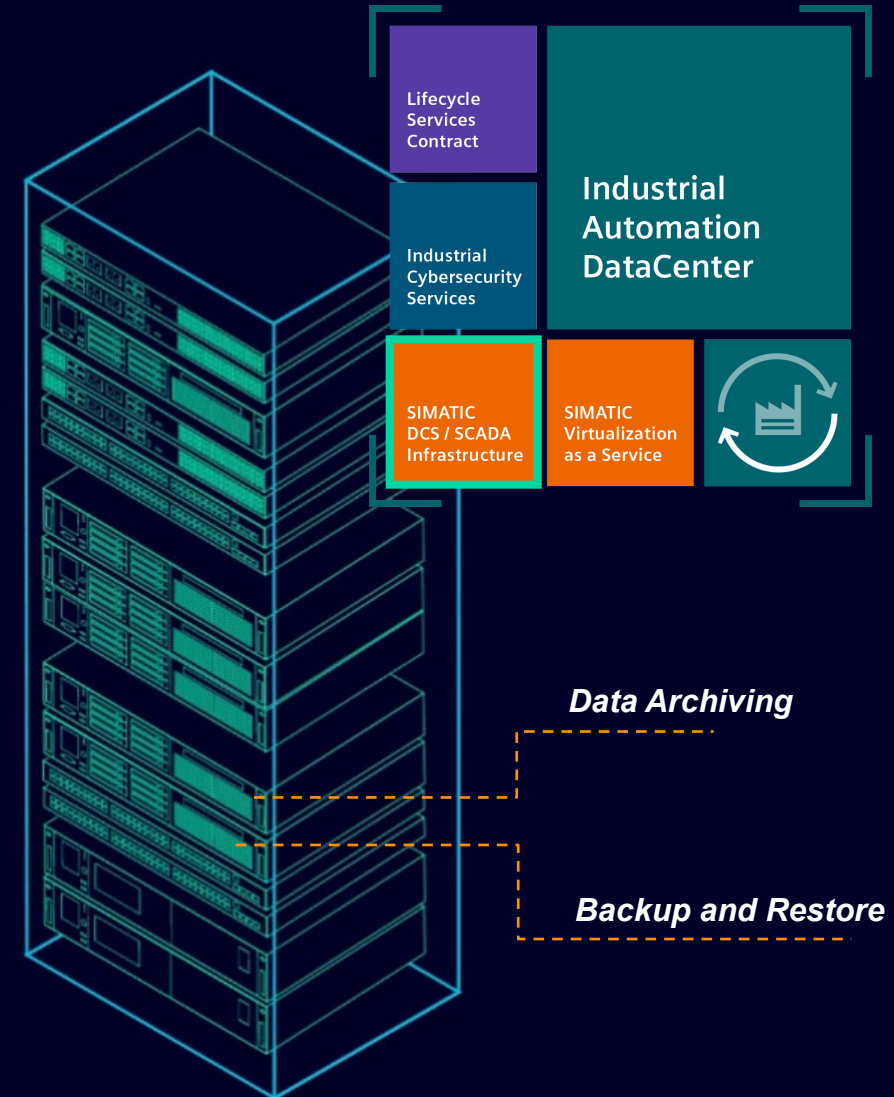 Lifecycle
Services
Contract
Industrial
Automation
DataCenter
Industrial
Cybersecurity
Services
SIMATIC
DCS / SCADA
Infrastructure
SIMATIC
Virtualization
as a Service
Data Archiving
Backup and Restore